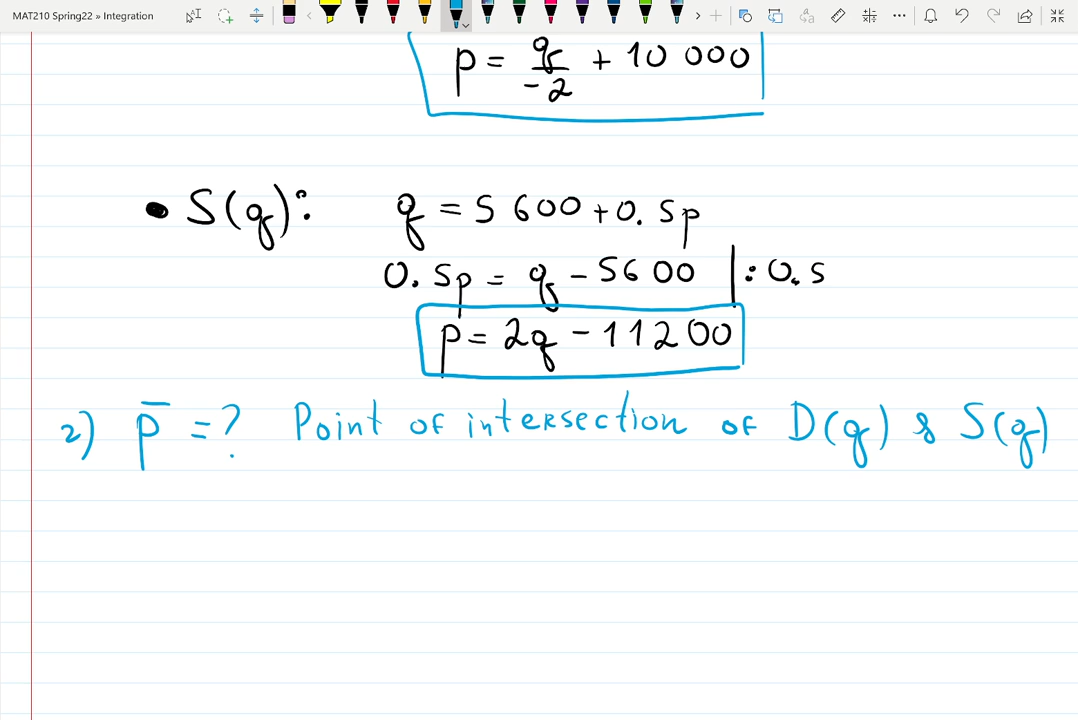 MAT210 Spring22 » Integration
p = q/-2 + 10 000
• S(q): q = 5 600 + 0.5p
0.5p = q - 5600 | : 0.5
p = 2q - 11200
2) p̄ = ? Point of intersection of D(q) & S(q)